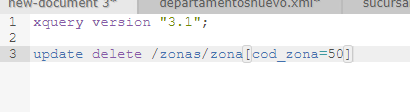 new-document 3*
departamentosnuevo.xml*
sucursa
1 xquery version "3.1";
2
3 update delete /zonas/zona[cod_zona=50]